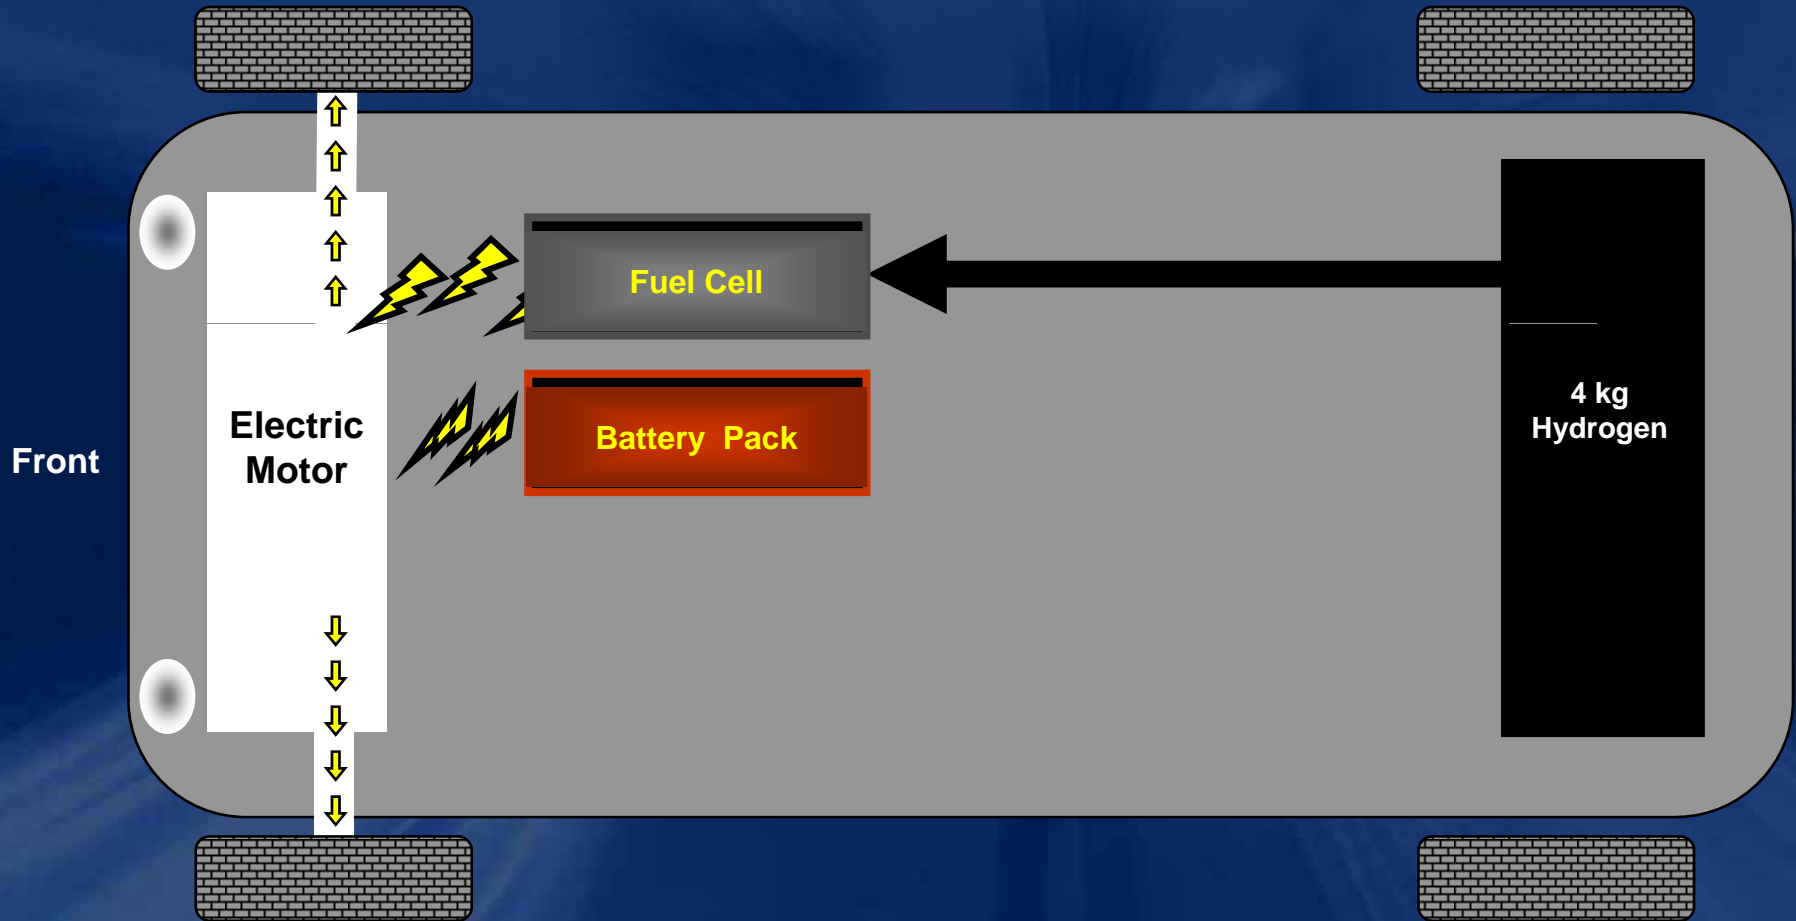 Fuel Cell
4 kg
Hydrogen
Electric
Motor
Battery  Pack
Front